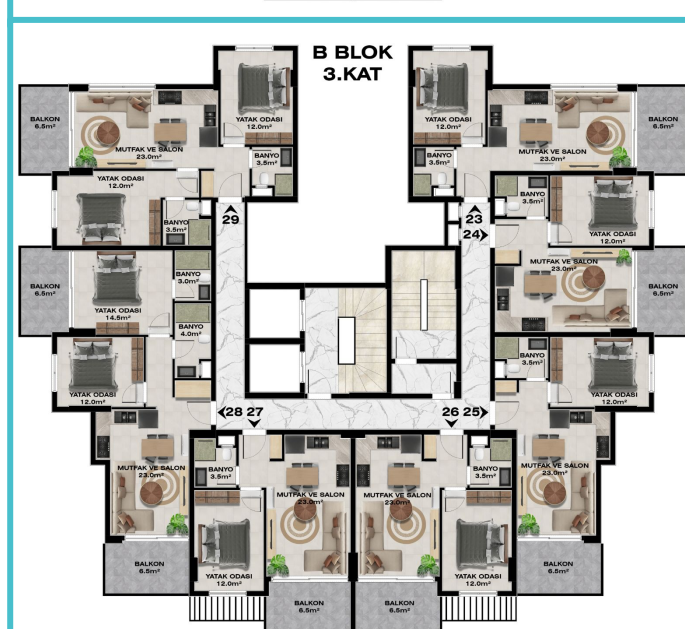 B BLOK
3.KAT
BALKON
6.5m²
MUTFAK VE SALON
23.0m²
YATAK ODASI
12.0m²
BANYO
3.5m²
29
YATAK ODASI
12.0m²
BANYO
3.5m²
YATAK ODASI
12.0m²
BANYO
3.5m²
MUTFAK VE SALON
23.0m²
BALKON
6.5m²
23
24
BANYO
3.5m²
YATAK ODASI
12.0m²
MUTFAK VE SALON
23.0m²
BALKON
6.5m²
BALKON
6.5m²
YATAK ODASI
14.5m²
BANYO
3.0m²
BANYO
4.0m²
YATAK ODASI
12.0m²
28
MUTFAK VE SALON
23.0m²
BALKON
6.5m²
27
BANYO
3.5m²
MUTFAK VE SALON
23.0m²
YATAK ODASI
12.0m²
BALKON
6.5m²
26
MUTFAK VE SALON
23.0m²
BANYO
3.5m²
YATAK ODASI
12.0m²
BALKON
6.5m²
25
BANYO
3.5m²
YATAK ODASI
12.0m²
MUTFAK VE SALON
23.0m²
BALKON
6.5m²